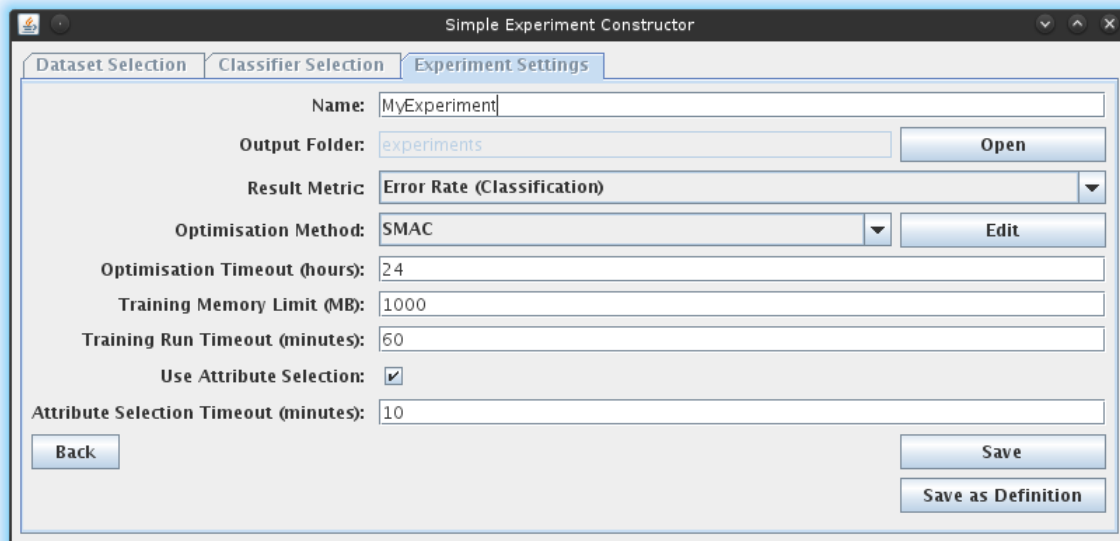 Simple Experiment Constructor
Dataset Selection Classifier Selection Experiment Settings
Name: MyExperiment
Output Folder: experiments Open
Result Metric: Error Rate (Classification)
Optimisation Method: SMAC Edit
Optimisation Timeout (hours): 24
Training Memory Limit (MB): 1000
Training Run Timeout (minutes): 60
Use Attribute Selection:
Attribute Selection Timeout (minutes): 10
Back Save
Save as Definition